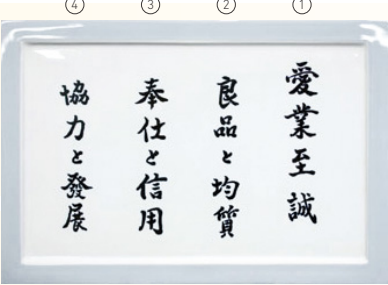 ① 愛業至誠
② 良品と均質
③ 奉仕と信用
④ 協力と發展